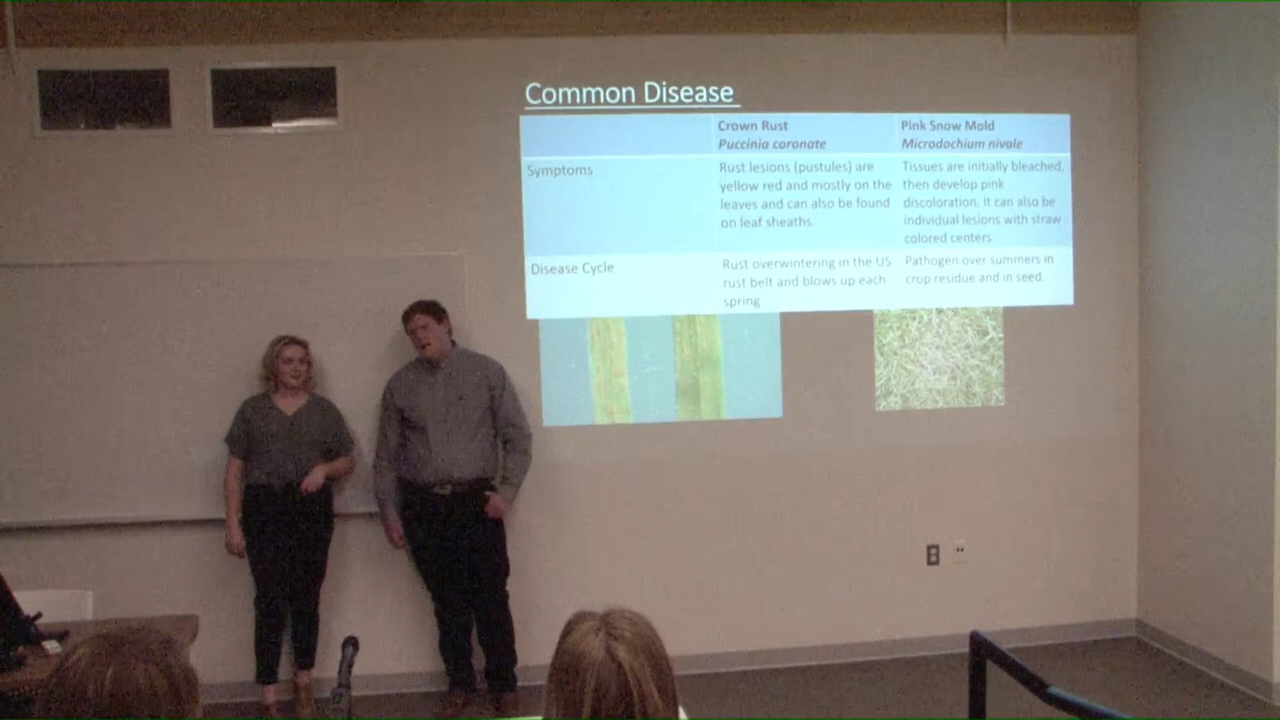 Common Disease
Crown Rust
Puccinia coronate
Pink Snow Mold
Microdochium nivale
Symptoms
Rust lesions (pustules) are
yellow red and mostly on the
leaves and can also be found
on leaf sheaths.
Tissues are initially bleached,
then develop pink
discoloration. It can also be
individual lesions with straw
colored centers
Disease Cycle
Rust overwintering in the US
rust belt and blows up each
spring
Pathogen over summers in
crop residue and in seed.